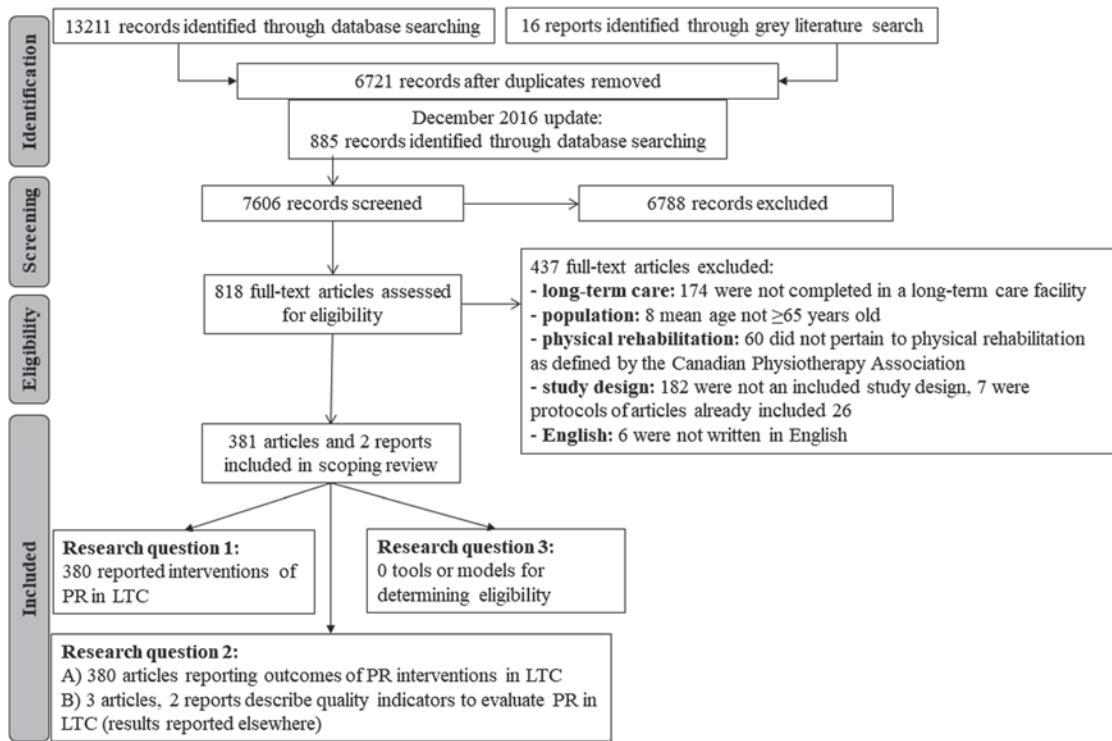 13211 records identified through database searching
16 reports identified through grey literature search
Identification
6721 records after duplicates removed
December 2016 update:
885 records identified through database searching
Screening
7606 records screened
6788 records excluded
Eligibility
818 full-text articles assessed
for eligibility
437 full-text articles excluded:
- long-term care: 174 were not completed in a long-term care facility
- population: 8 mean age not ≥65 years old
- physical rehabilitation: 60 did not pertain to physical rehabilitation
as defined by the Canadian Physiotherapy Association
- study design: 182 were not an included study design, 7 were
protocols of articles already included 26
- English: 6 were not written in English
Included
381 articles and 2 reports
included in scoping review
Research question 1:
380 reported interventions of
PR in LTC
Research question 3:
0 tools or models for
determining eligibility
Research question 2:
A) 380 articles reporting outcomes of PR interventions in LTC
B) 3 articles, 2 reports describe quality indicators to evaluate PR in
LTC (results reported elsewhere)